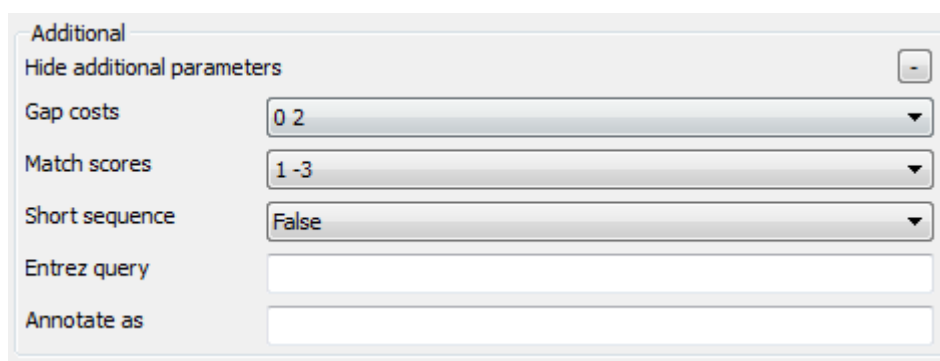 Additional
Hide additional parameters -
Gap costs 0 2
Match scores 1 -3
Short sequence False
Entrez query
Annotate as